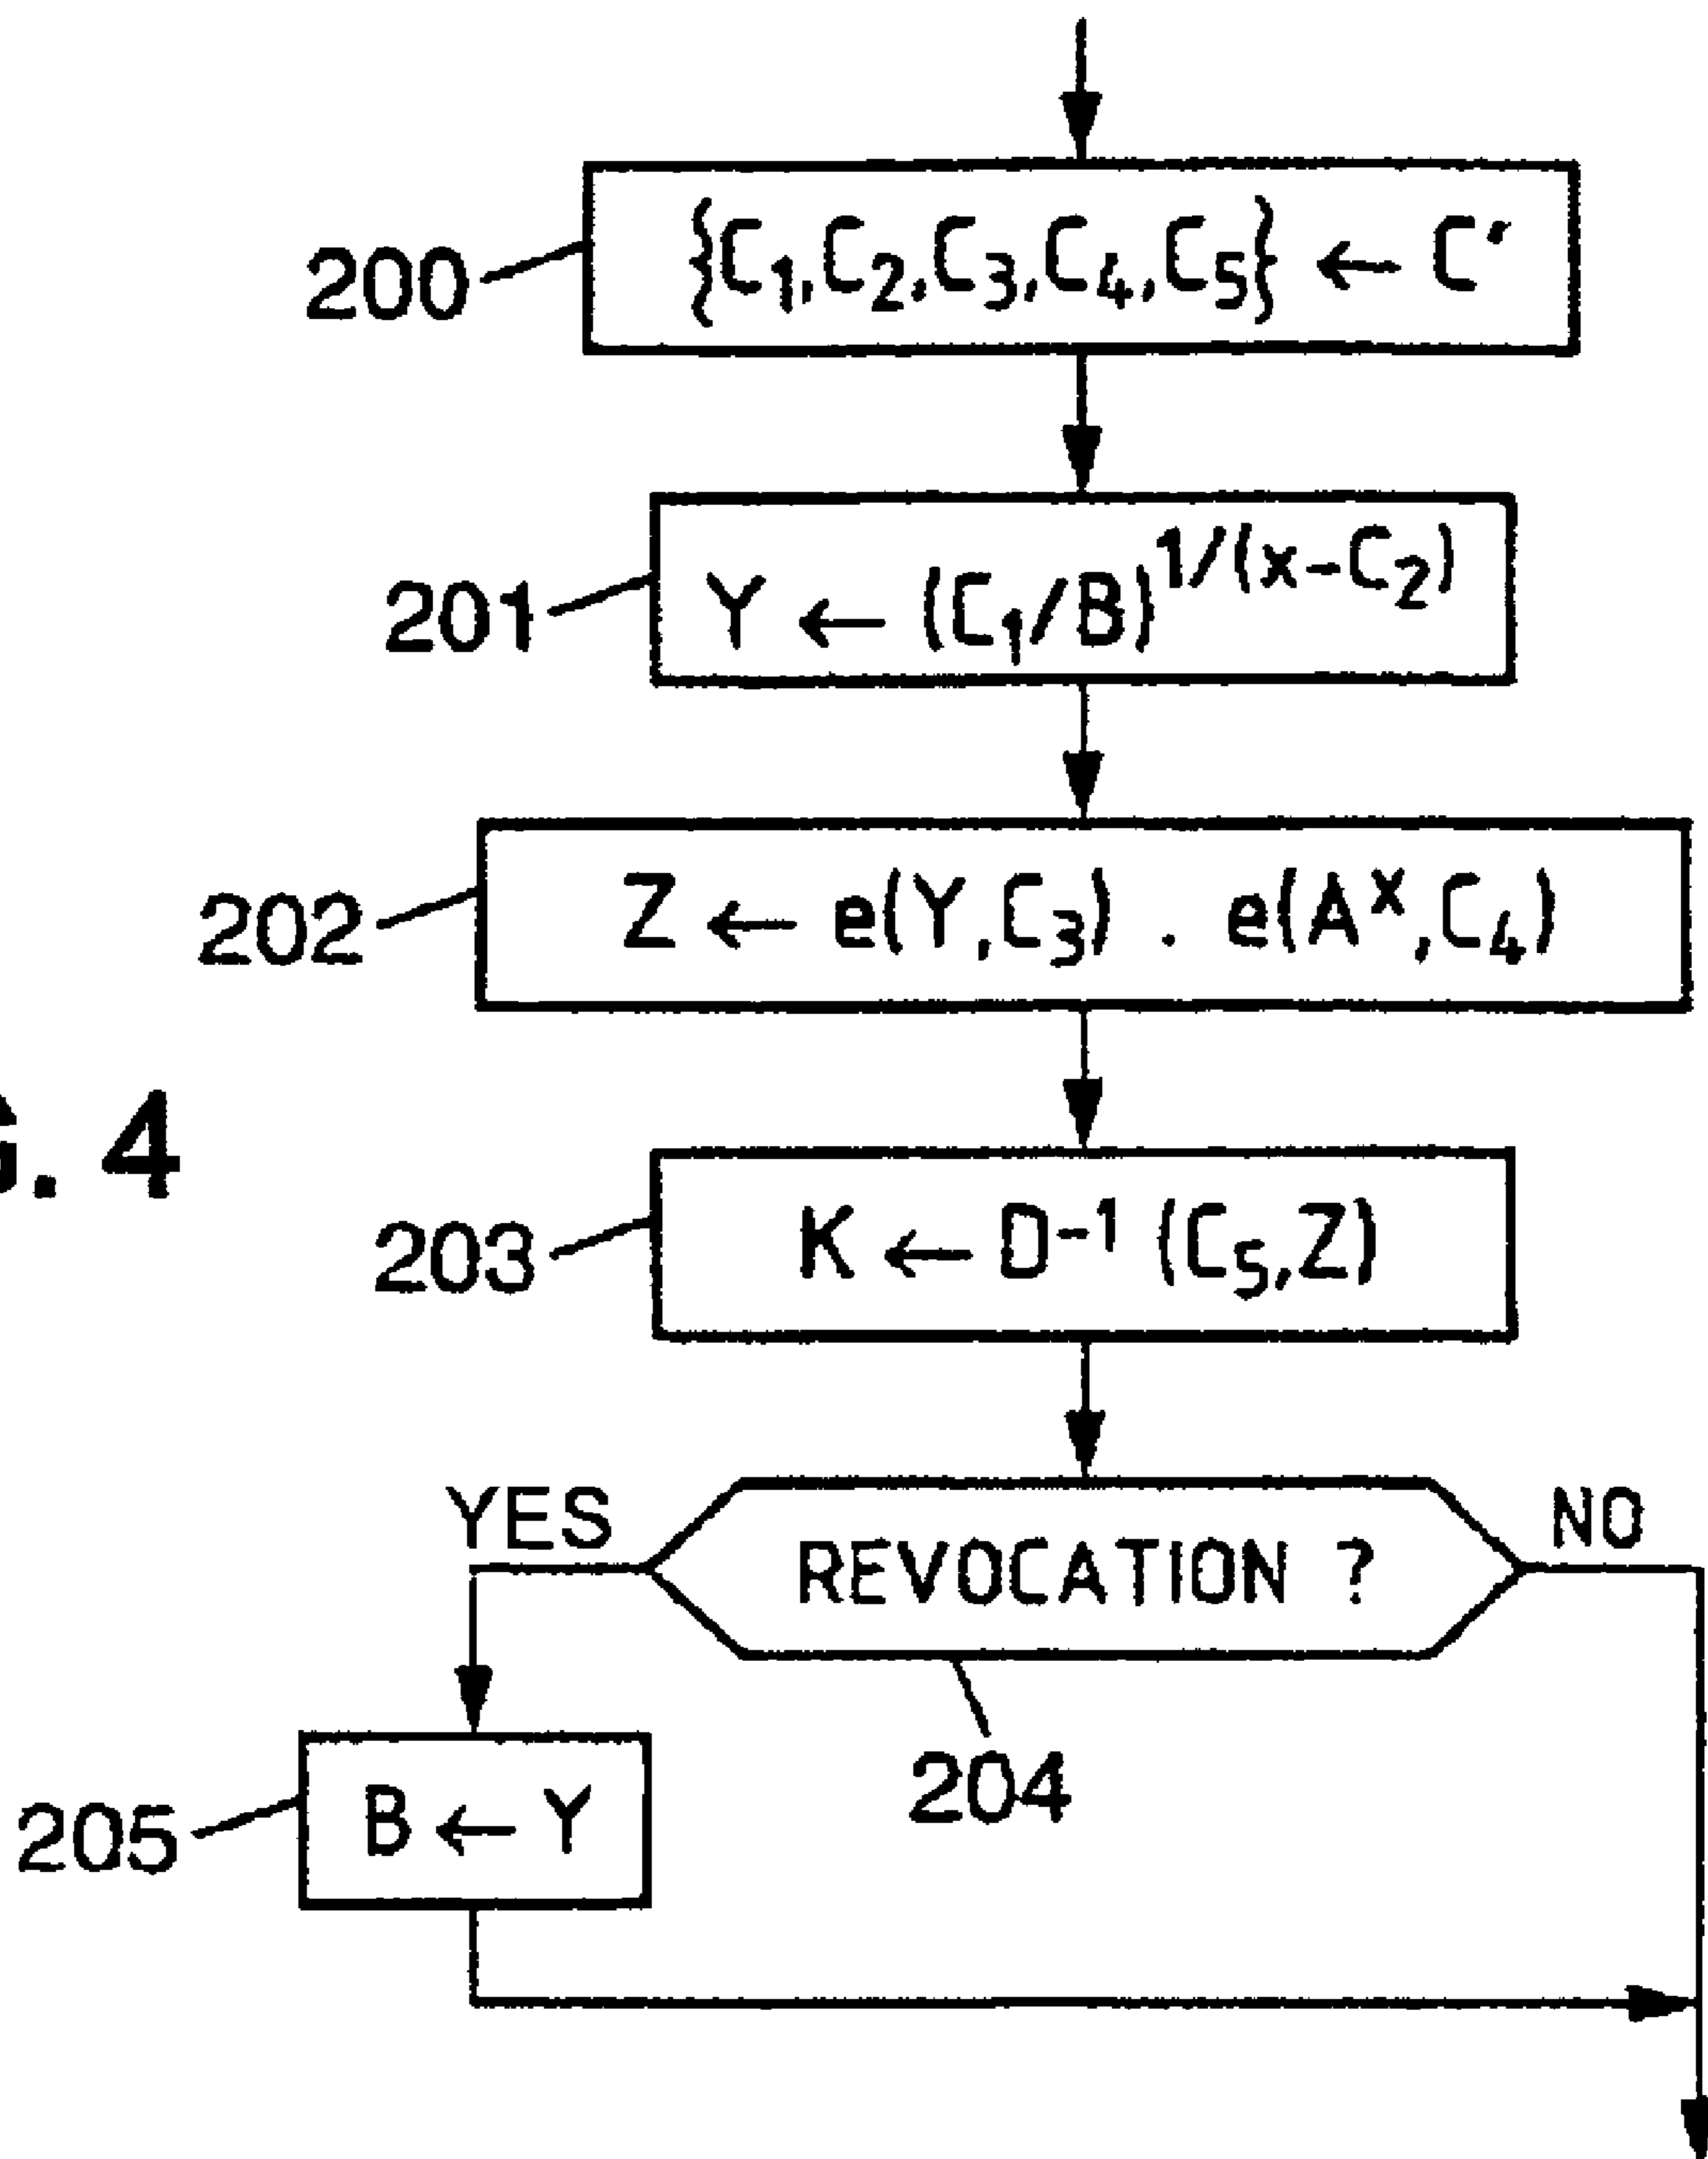 200
{C₁,C₂,C₃,C₄,C₅} ← C'
201
Y ← (C₁/B)^1/(x-C₂)
202
Z ← e(Y,C₃) . e(Aˣ,C₄)
G. 4
203
K ← D⁻¹ (C₅,Z)
YES
REVOCATION ?
NO
204
205
B ← Y